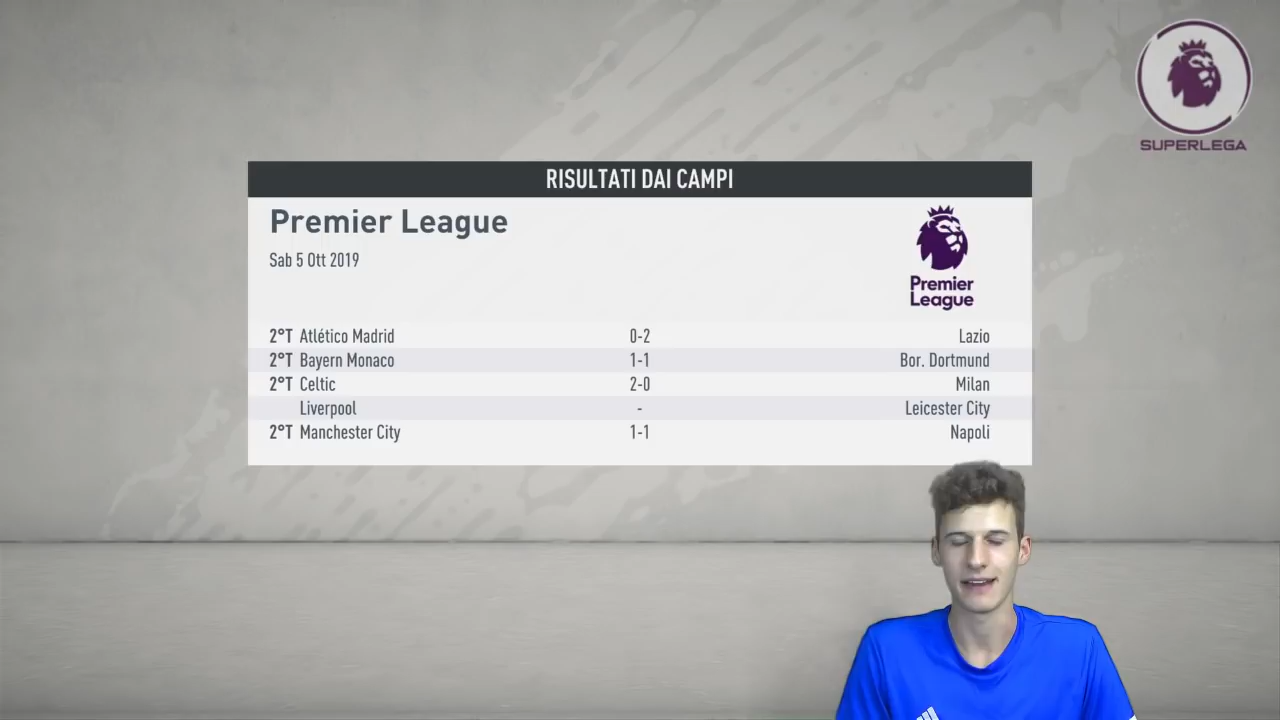 SUPERLEGA
RISULTATI DAI CAMPI
Premier League
Sab 5 Ott 2019
Premier
League
2°T Atlético Madrid 0-2 Lazio
2°T Bayern Monaco 1-1 Bor. Dortmund
2°T Celtic 2-0 Milan
Liverpool - Leicester City
2°T Manchester City 1-1 Napoli